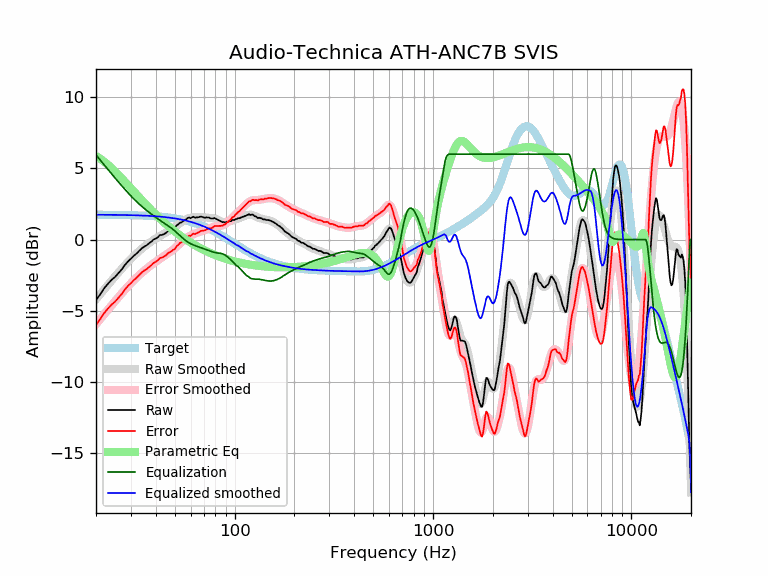 Audio-Technica ATH-ANC7B SVIS
10
5
0
−5
−10
−15
Amplitude (dBr)
Target
Raw Smoothed
Error Smoothed
Raw
Error
Parametric Eq
Equalization
Equalized smoothed
100
1000
10000
Frequency (Hz)